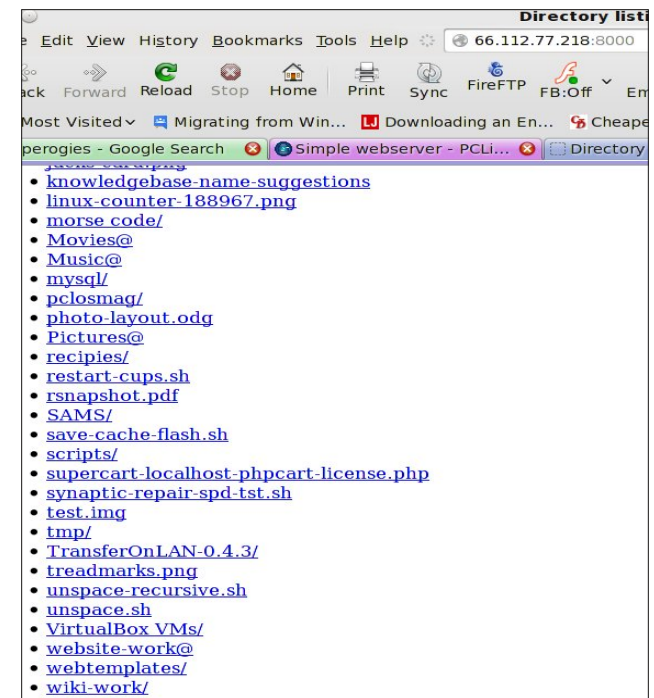 Directory listi
e Edit View History Bookmarks Tools Help 66.112.77.218:8000
ack Forward Reload Stop Home Print Sync FireFTP FB:Off Em
Most Visited Migrating from Win... LJ Downloading an En... Cheape
perogies - Google Search Simple webserver - PCLi... Directory
• knowledgebase-name-suggestions
• linux-counter-188967.png
• morse code/
• Movies@
• Music@
• mysql/
• pclosmag/
• photo-layout.odg
• Pictures@
• recipies/
• restart-cups.sh
• rsnapshot.pdf
• SAMS/
• save-cache-flash.sh
• scripts/
• supercart-localhost-phpcart-license.php
• synaptic-repair-spd-tst.sh
• test.img
• tmp/
• TransferOnLAN-0.4.3/
• treadmarks.png
• unspace-recursive.sh
• unspace.sh
• VirtualBox VMs/
• website-work@
• webtemplates/
• wiki-work/